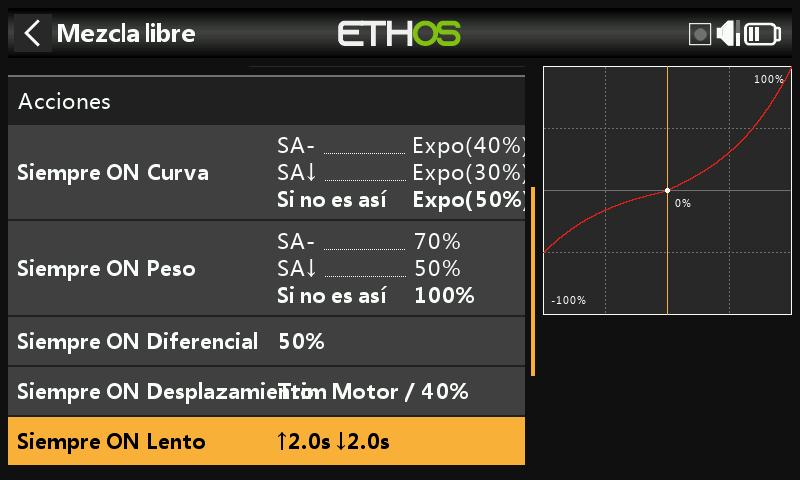 Mezcla libre
ETHOS
Acciones
Siempre ON Curva
SA- Expo(40%)
SA↓ Expo(30%)
Si no es así Expo(50%)
Siempre ON Peso
SA- 70%
SA↓ 50%
Si no es así 100%
Siempre ON Diferencial 50%
Siempre ON Desplazamiento Trim Motor / 40%
Siempre ON Lento ↑2.0s ↓2.0s
100%
0%
-100%